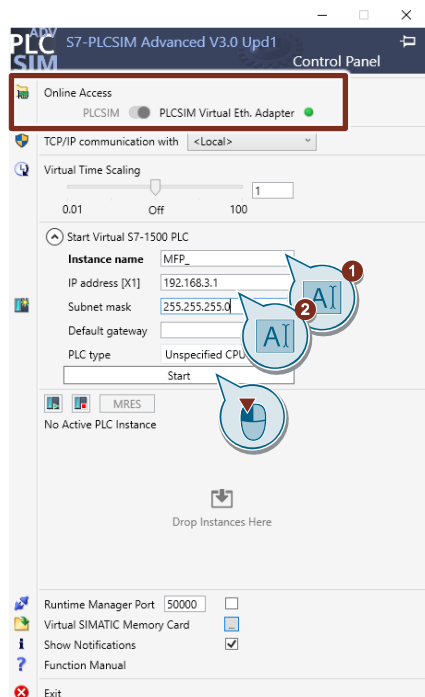 PLC ADV
SIM
S7-PLCSIM Advanced V3.0 Upd1
Control Panel
Online Access
PLCSIM PLCSIM Virtual Eth. Adapter
TCP/IP communication with <Local>
Virtual Time Scaling
1
0.01 Off 100
Start Virtual S7-1500 PLC
Instance name MFP_
IP address [X1] 192.168.3.1
1
AI
Subnet mask 255.255.255.0
2
AI
Default gateway
PLC type Unspecified CPU
Start
MRES
No Active PLC Instance
Drop Instances Here
Runtime Manager Port 50000
Virtual SIMATIC Memory Card ...
Show Notifications
Function Manual
Exit